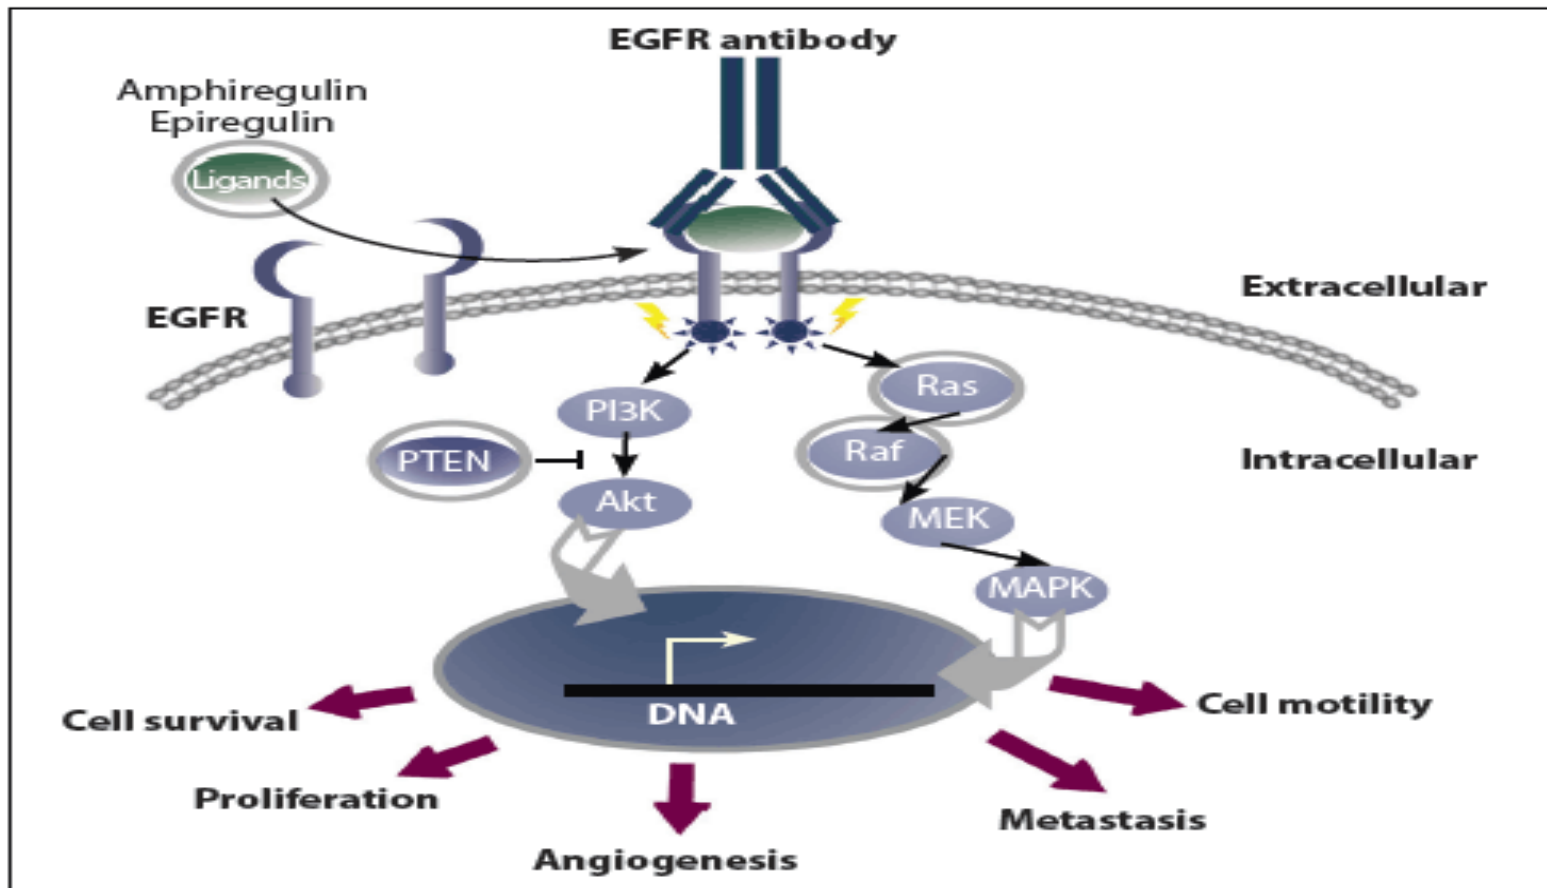 EGFR antibody
Amphiregulin
Epiregulin
Ligands
EGFR
Extracellular
Intracellular
PI3K
Ras
Raf
PTEN
Akt
MEK
MAPK
DNA
Cell survival
Proliferation
Angiogenesis
Metastasis
Cell motility